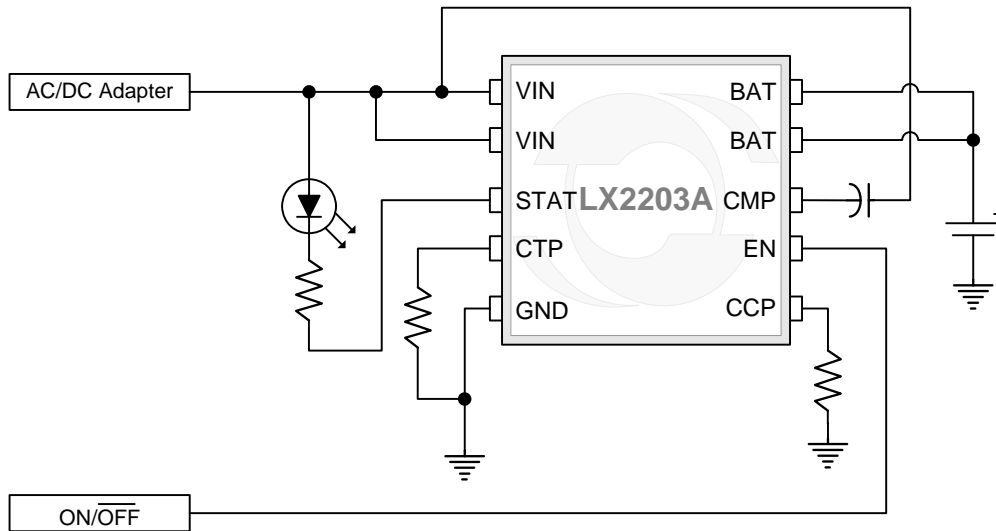 AC/DC Adapter
VIN
BAT
VIN
BAT
STAT
LX2203A
CMP
CTP
EN
GND
CCP
ON/OFF